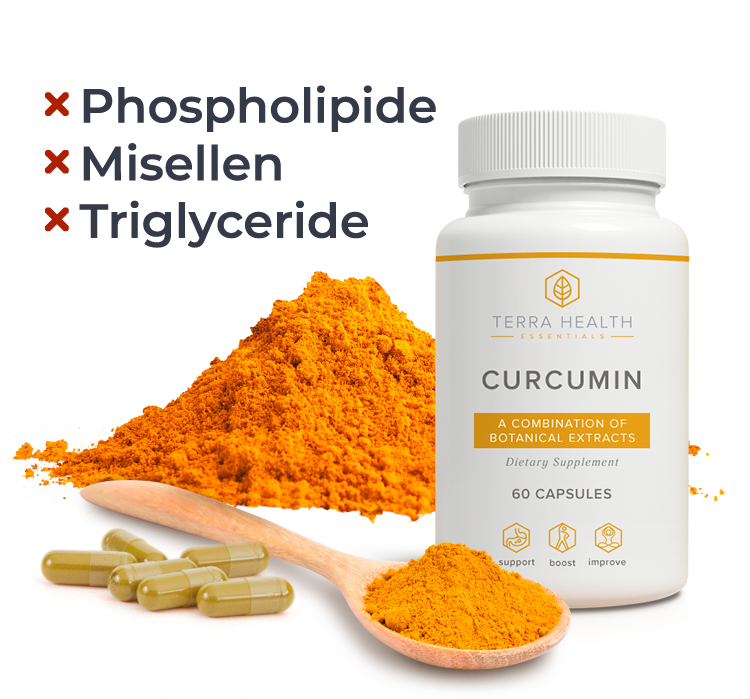 Phospholipide
Misellen
Triglyceride
TERRA HEALTH
ESSENTIALS
CURCUMIN
A COMBINATION OF
BOTANICAL EXTRACTS
Dietary Supplement
60 CAPSULES
support boost improve